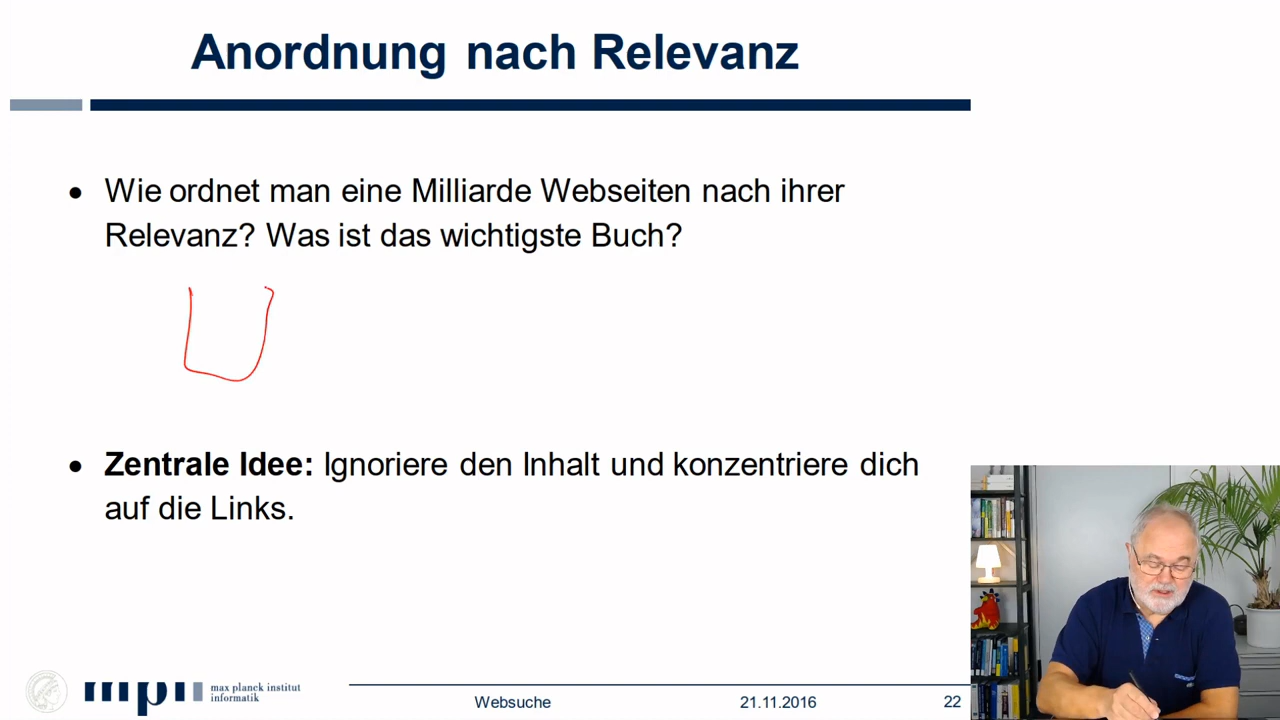 Anordnung nach Relevanz
• Wie ordnet man eine Milliarde Webseiten nach ihrer
Relevanz? Was ist das wichtigste Buch?
• Zentrale Idee: Ignoriere den Inhalt und konzentriere dich
auf die Links.
mpi
max planck institut
informatik
Websuche
21.11.2016
22